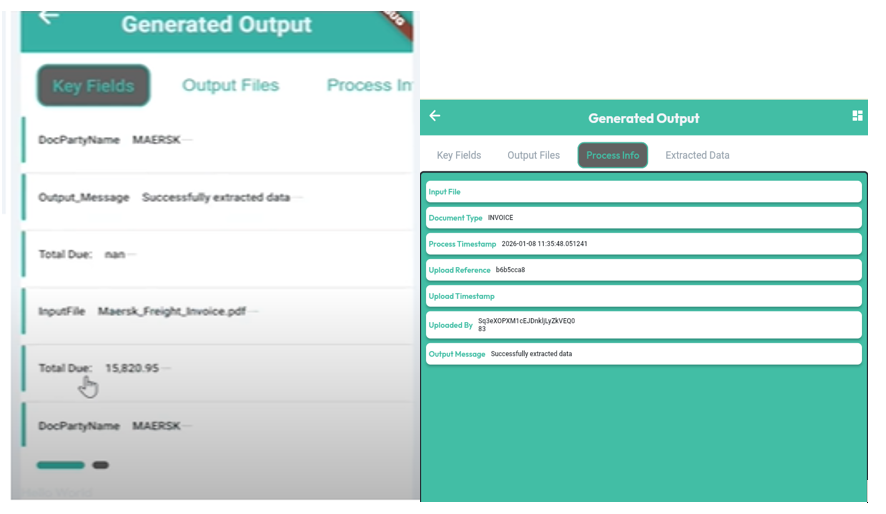 Generated Output
Key Fields Output Files Process In
DocPartyName MAERSK
Output_Message Successfully extracted data
Total Due: nan
InputFile Maersk_Freight_Invoice.pdf
Total Due: 15,820.95
DocPartyName MAERSK
Hello World
Generated Output
Key Fields Output Files Process Info Extracted Data
Input File
Document Type INVOICE
Process Timestamp 2026-01-08 11:35:48.051241
Upload Reference b6b5cca8
Upload Timestamp
Uploaded By Sq3eXOPXM1cEJDnkljLyZkVEQ0
83
Output Message Successfully extracted data